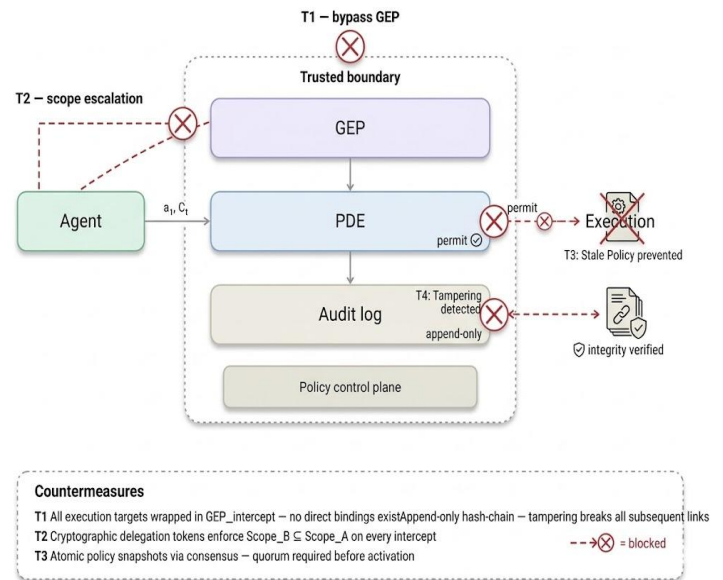 T1 — bypass GEP
Trusted boundary
T2 — scope escalation
GEP
Agent
a₁, Cₜ
PDE
permit
permit
Execution
T3: Stale Policy prevented
Audit log
T4: Tampering
detected
append-only
integrity verified
Policy control plane
Countermeasures
T1 All execution targets wrapped in GEP_intercept — no direct bindings existAppend-only hash-chain — tampering breaks all subsequent links
T2 Cryptographic delegation tokens enforce Scope_B ⊆ Scope_A on every intercept
T3 Atomic policy snapshots via consensus — quorum required before activation
= blocked